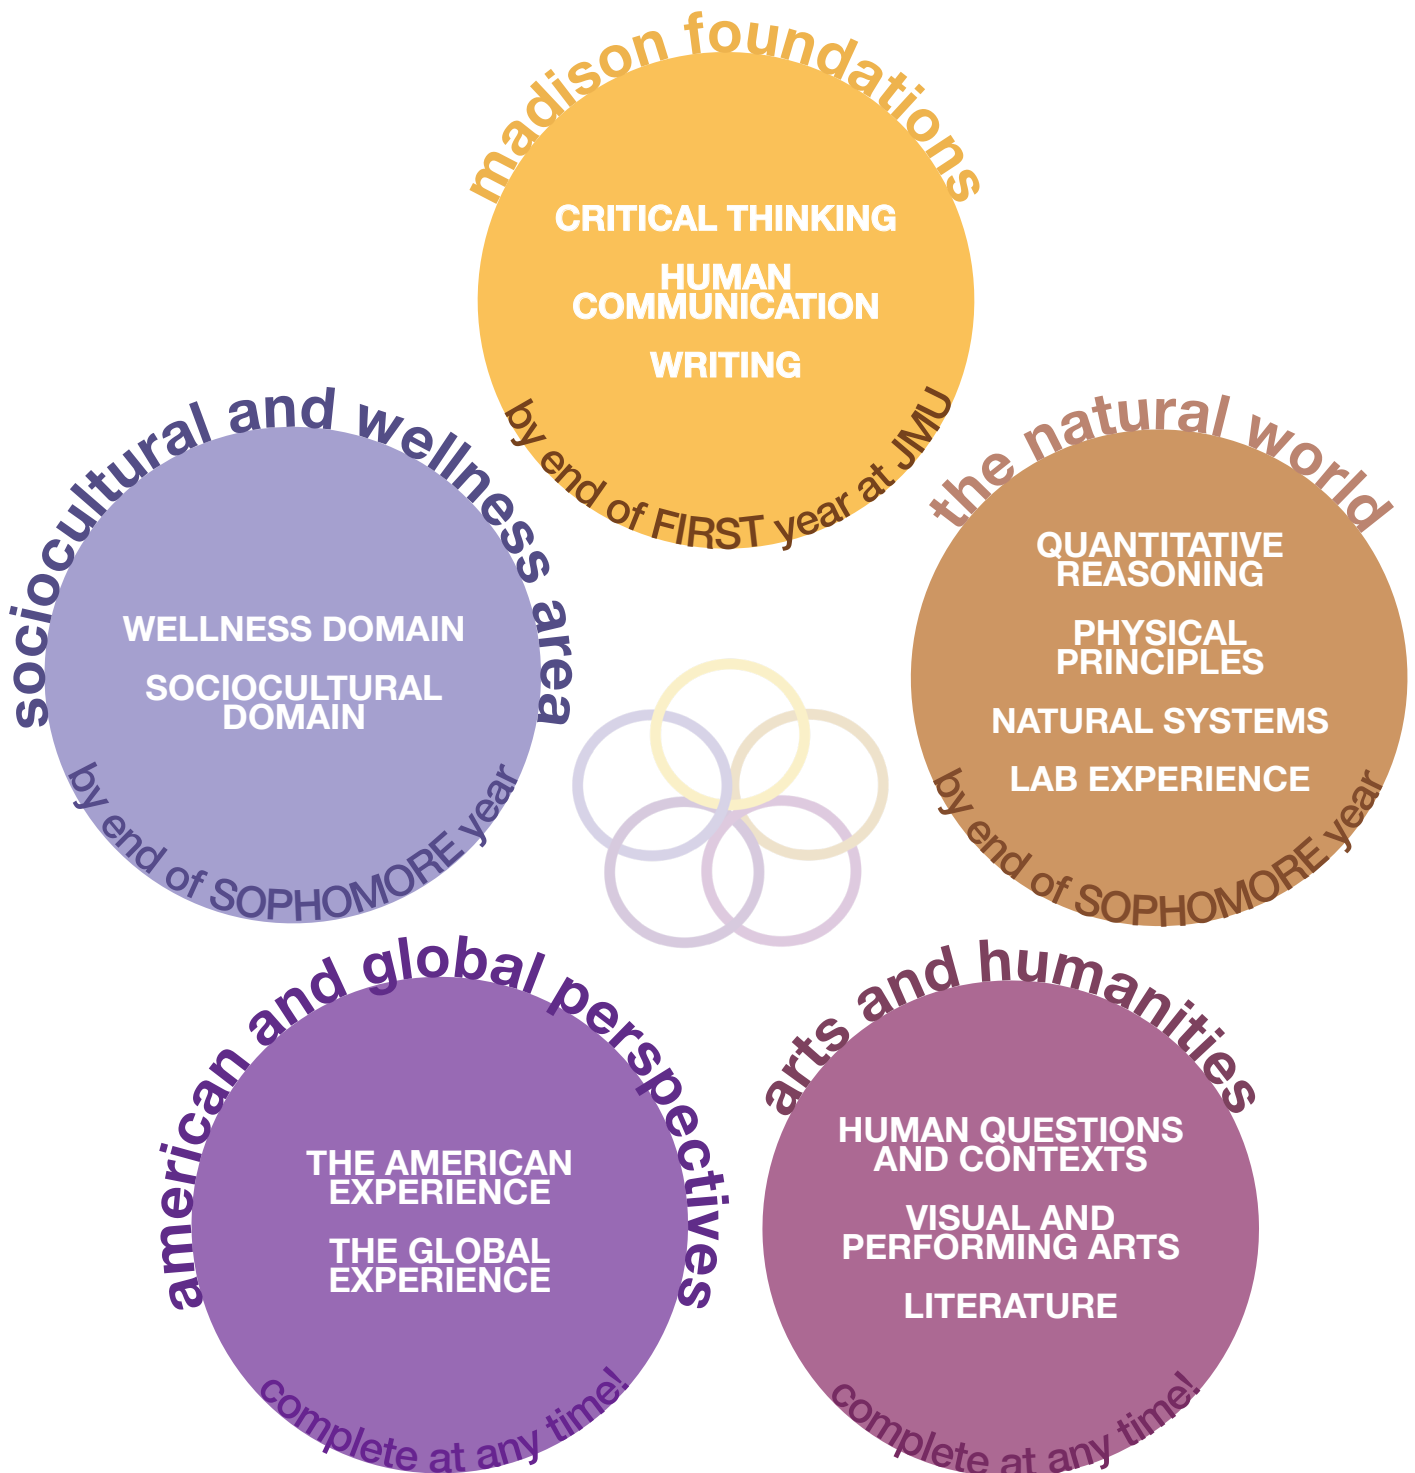 madison foundations
CRITICAL THINKING
HUMAN
COMMUNICATION
WRITING
by end of FIRST year at JMU
sociocultural and wellness area
WELLNESS DOMAIN
SOCIOCULTURAL
DOMAIN
by end of SOPHOMORE year
the natural world
QUANTITATIVE
REASONING
PHYSICAL
PRINCIPLES
NATURAL SYSTEMS
LAB EXPERIENCE
by end of SOPHOMORE year
american and global perspectives
THE AMERICAN
EXPERIENCE
THE GLOBAL
EXPERIENCE
complete at any time!
arts and humanities
HUMAN QUESTIONS
AND CONTEXTS
VISUAL AND
PERFORMING ARTS
LITERATURE
complete at any time!